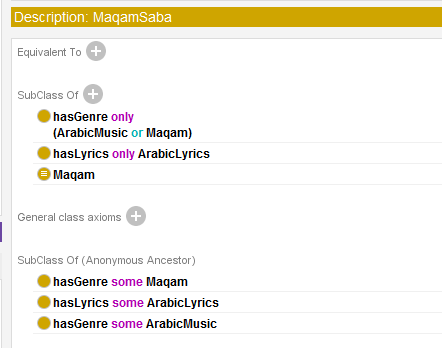 Description: MaqamSaba
Equivalent To
SubClass Of
hasGenre only
(ArabicMusic or Maqam)
hasLyrics only ArabicLyrics
Maqam
General class axioms
SubClass Of (Anonymous Ancestor)
hasGenre some Maqam
hasLyrics some ArabicLyrics
hasGenre some ArabicMusic